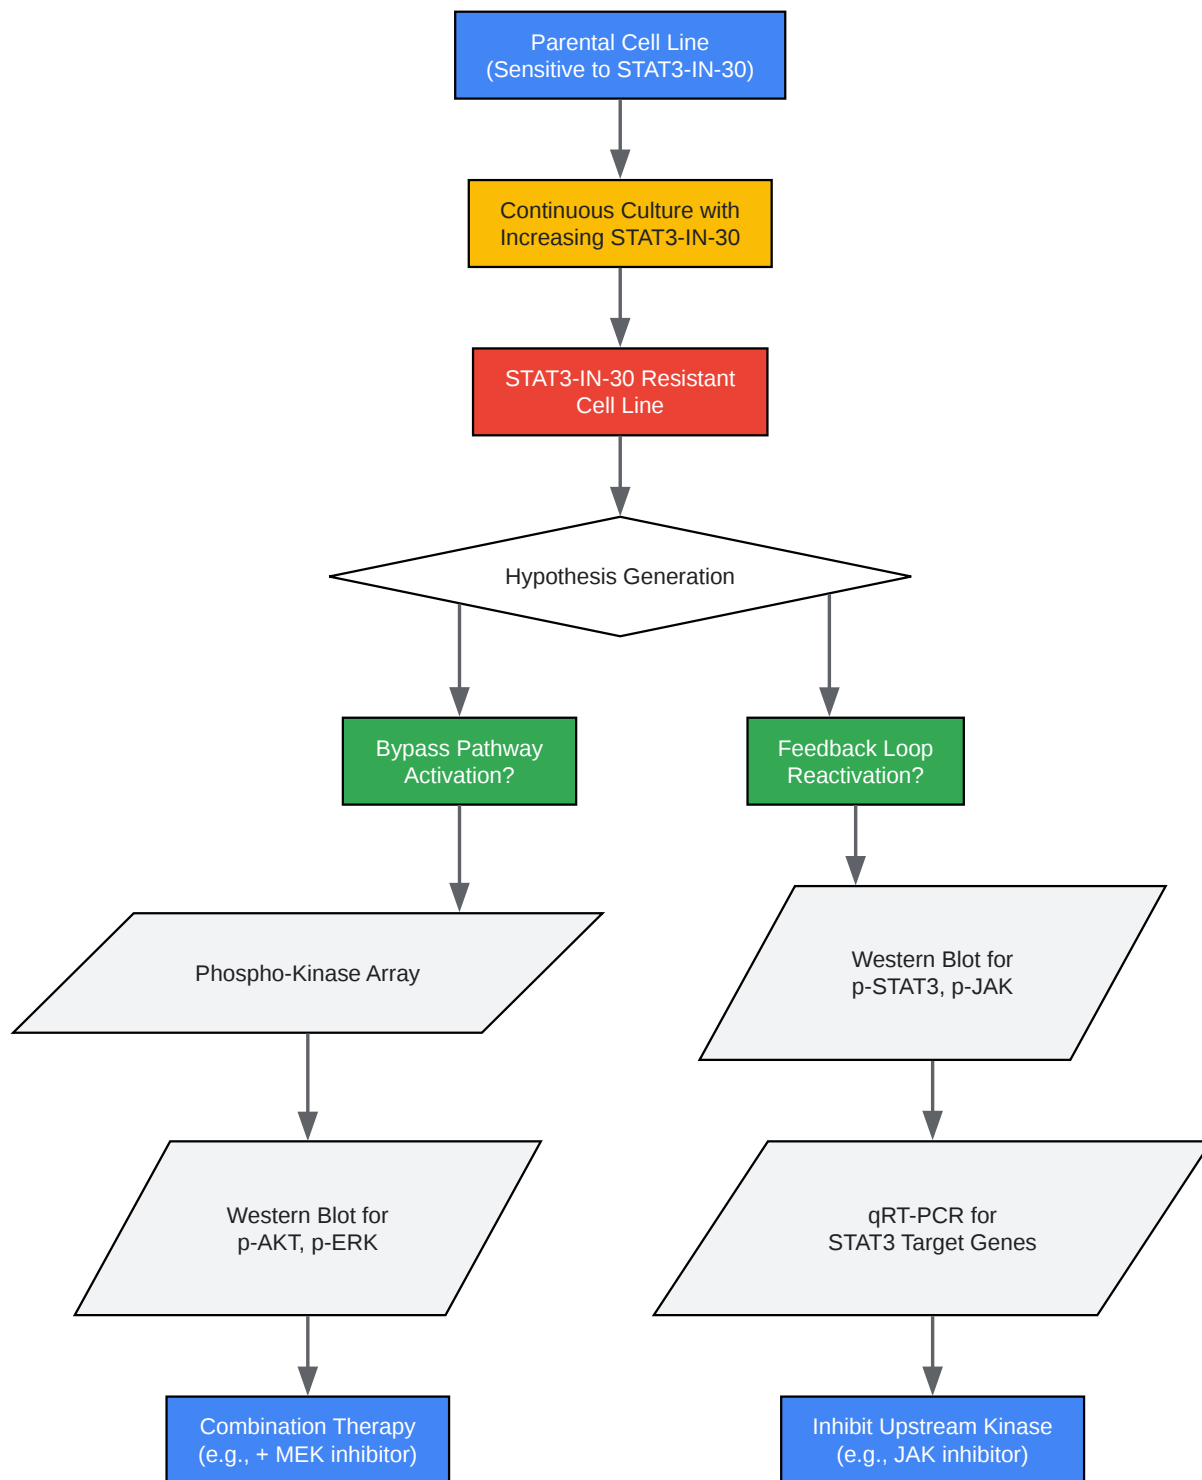 Parental Cell Line
(Sensitive to STAT3-IN-30)
Continuous Culture with
Increasing STAT3-IN-30
STAT3-IN-30 Resistant
Cell Line
Hypothesis Generation
Bypass Pathway
Activation?
Feedback Loop
Reactivation?
Phospho-Kinase Array
Western Blot for
p-STAT3, p-JAK
Western Blot for
p-AKT, p-ERK
qRT-PCR for
STAT3 Target Genes
Combination Therapy
(e.g., + MEK inhibitor)
Inhibit Upstream Kinase
(e.g., JAK inhibitor)